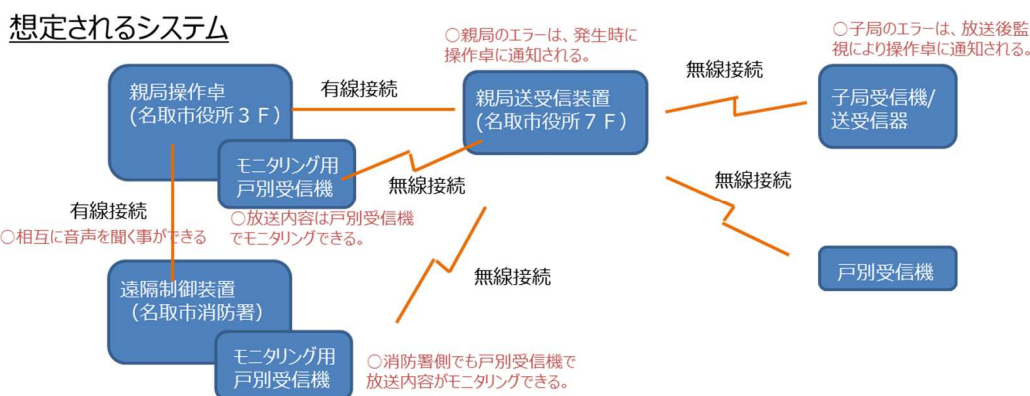 想定されるシステム
○親局のエラーは、発生時に
操作卓に通知される。
○子局のエラーは、放送後監
視により操作卓に通知される。
親局操作卓
(名取市役所３Ｆ)
有線接続
親局送受信装置
(名取市役所７Ｆ)
無線接続
子局受信機/
送受信器
モニタリング用
戸別受信機
無線接続
無線接続
有線接続
○放送内容は戸別受信機
でモニタリングできる。
○相互に音声を聞く事ができる
戸別受信機
無線接続
遠隔制御装置
（名取市消防署）
モニタリング用
戸別受信機
○消防署側でも戸別受信機で
放送内容がモニタリングできる。